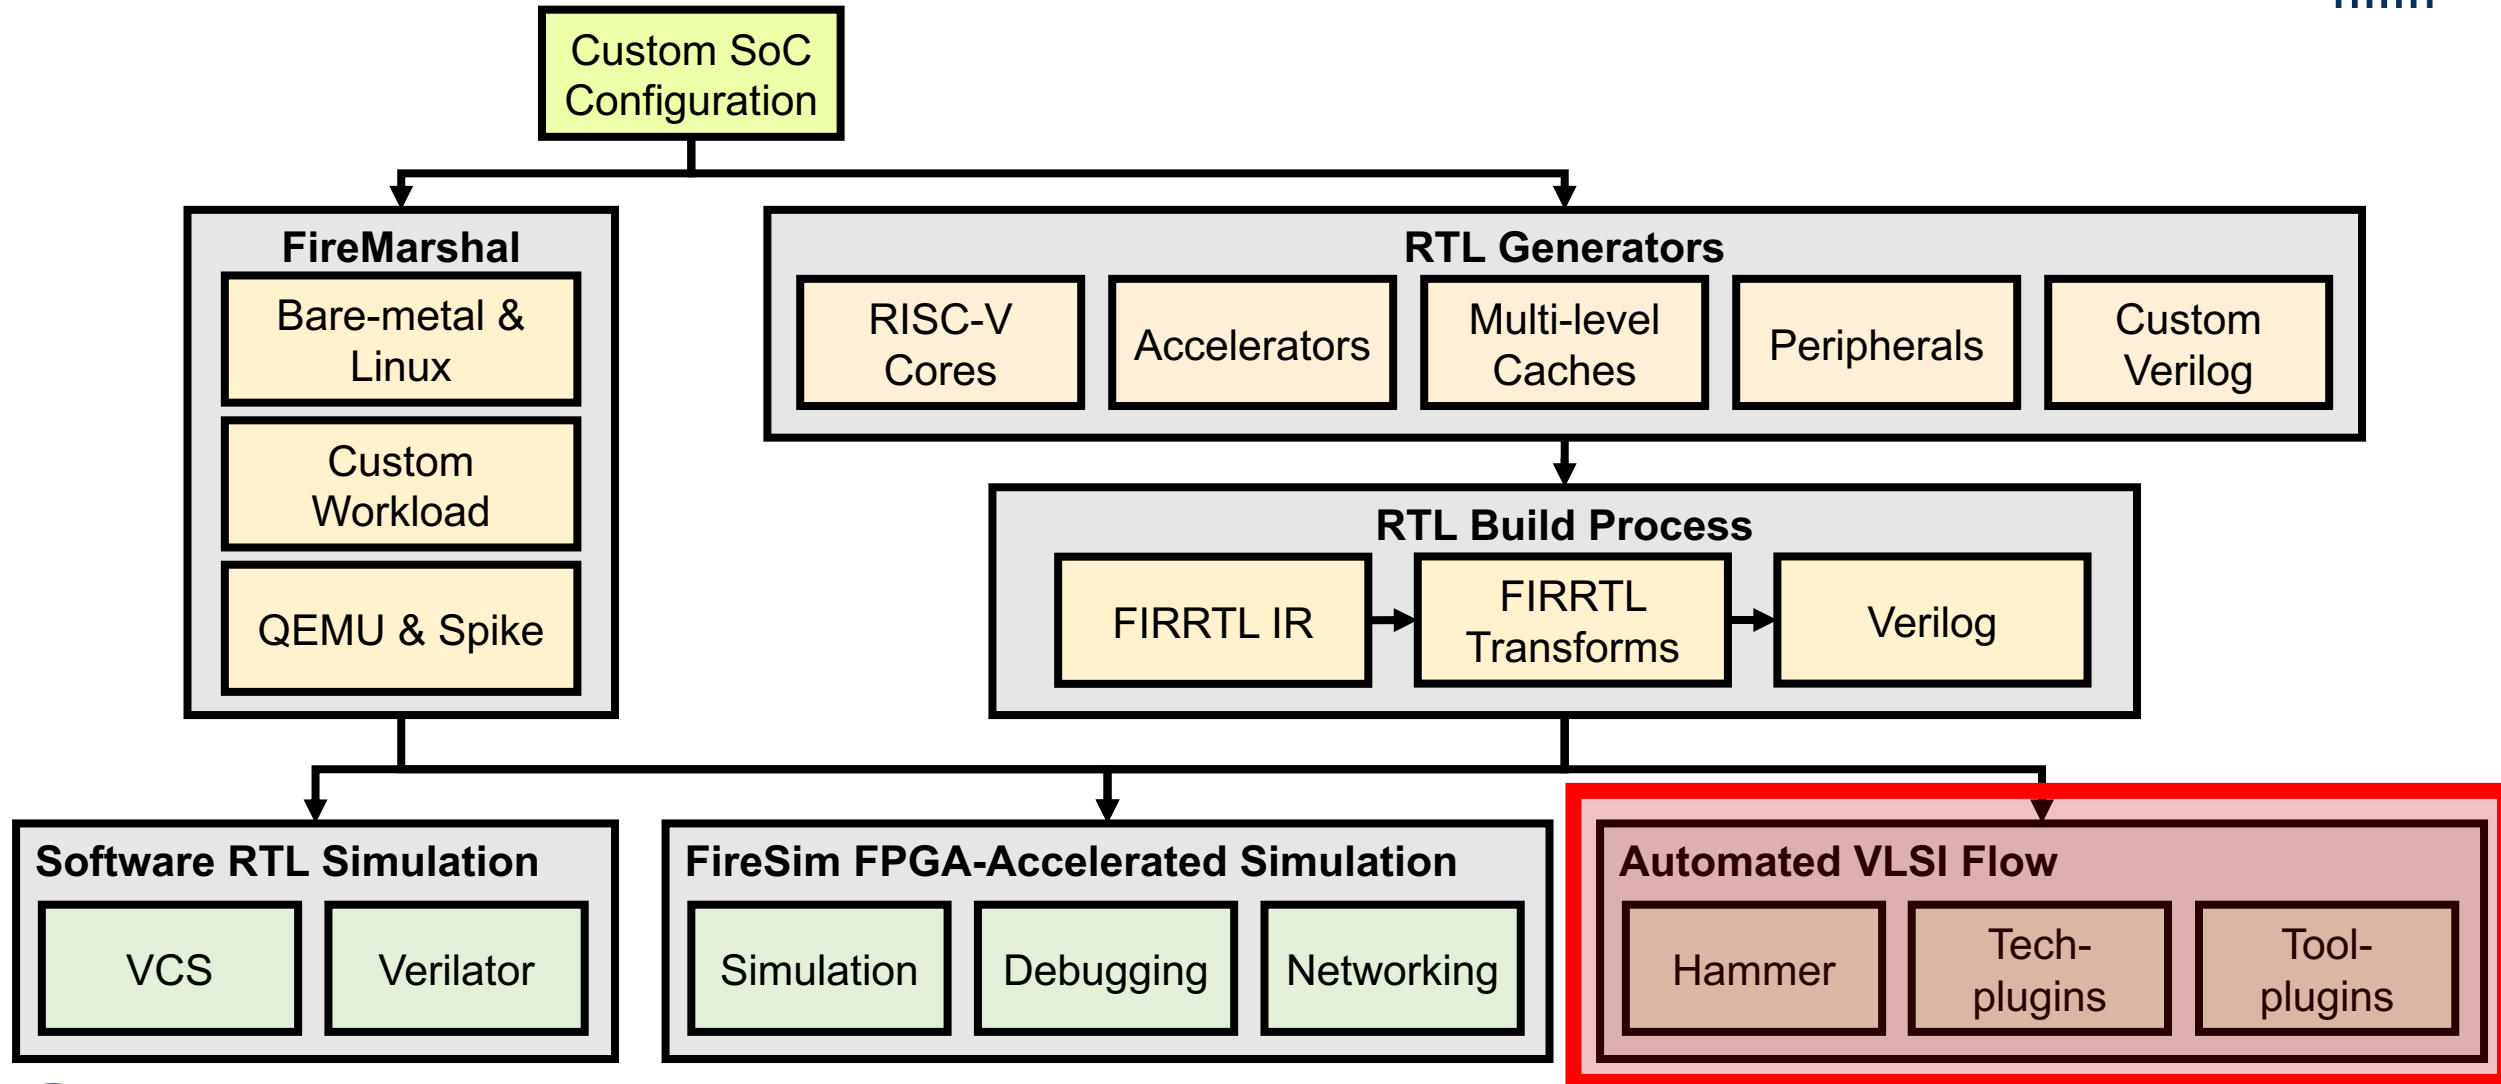 Custom SoC
Configuration
FireMarshal
Bare-metal &
Linux
Custom
Workload
QEMU & Spike
RTL Generators
RISC-V
Cores
Accelerators
Multi-level
Caches
Peripherals
Custom
Verilog
RTL Build Process
FIRRTL IR
FIRRTL
Transforms
Verilog
Software RTL Simulation
VCS
Verilator
FireSim FPGA-Accelerated Simulation
Simulation
Debugging
Networking
Automated VLSI Flow
Hammer
Tech-
plugins
Tool-
plugins